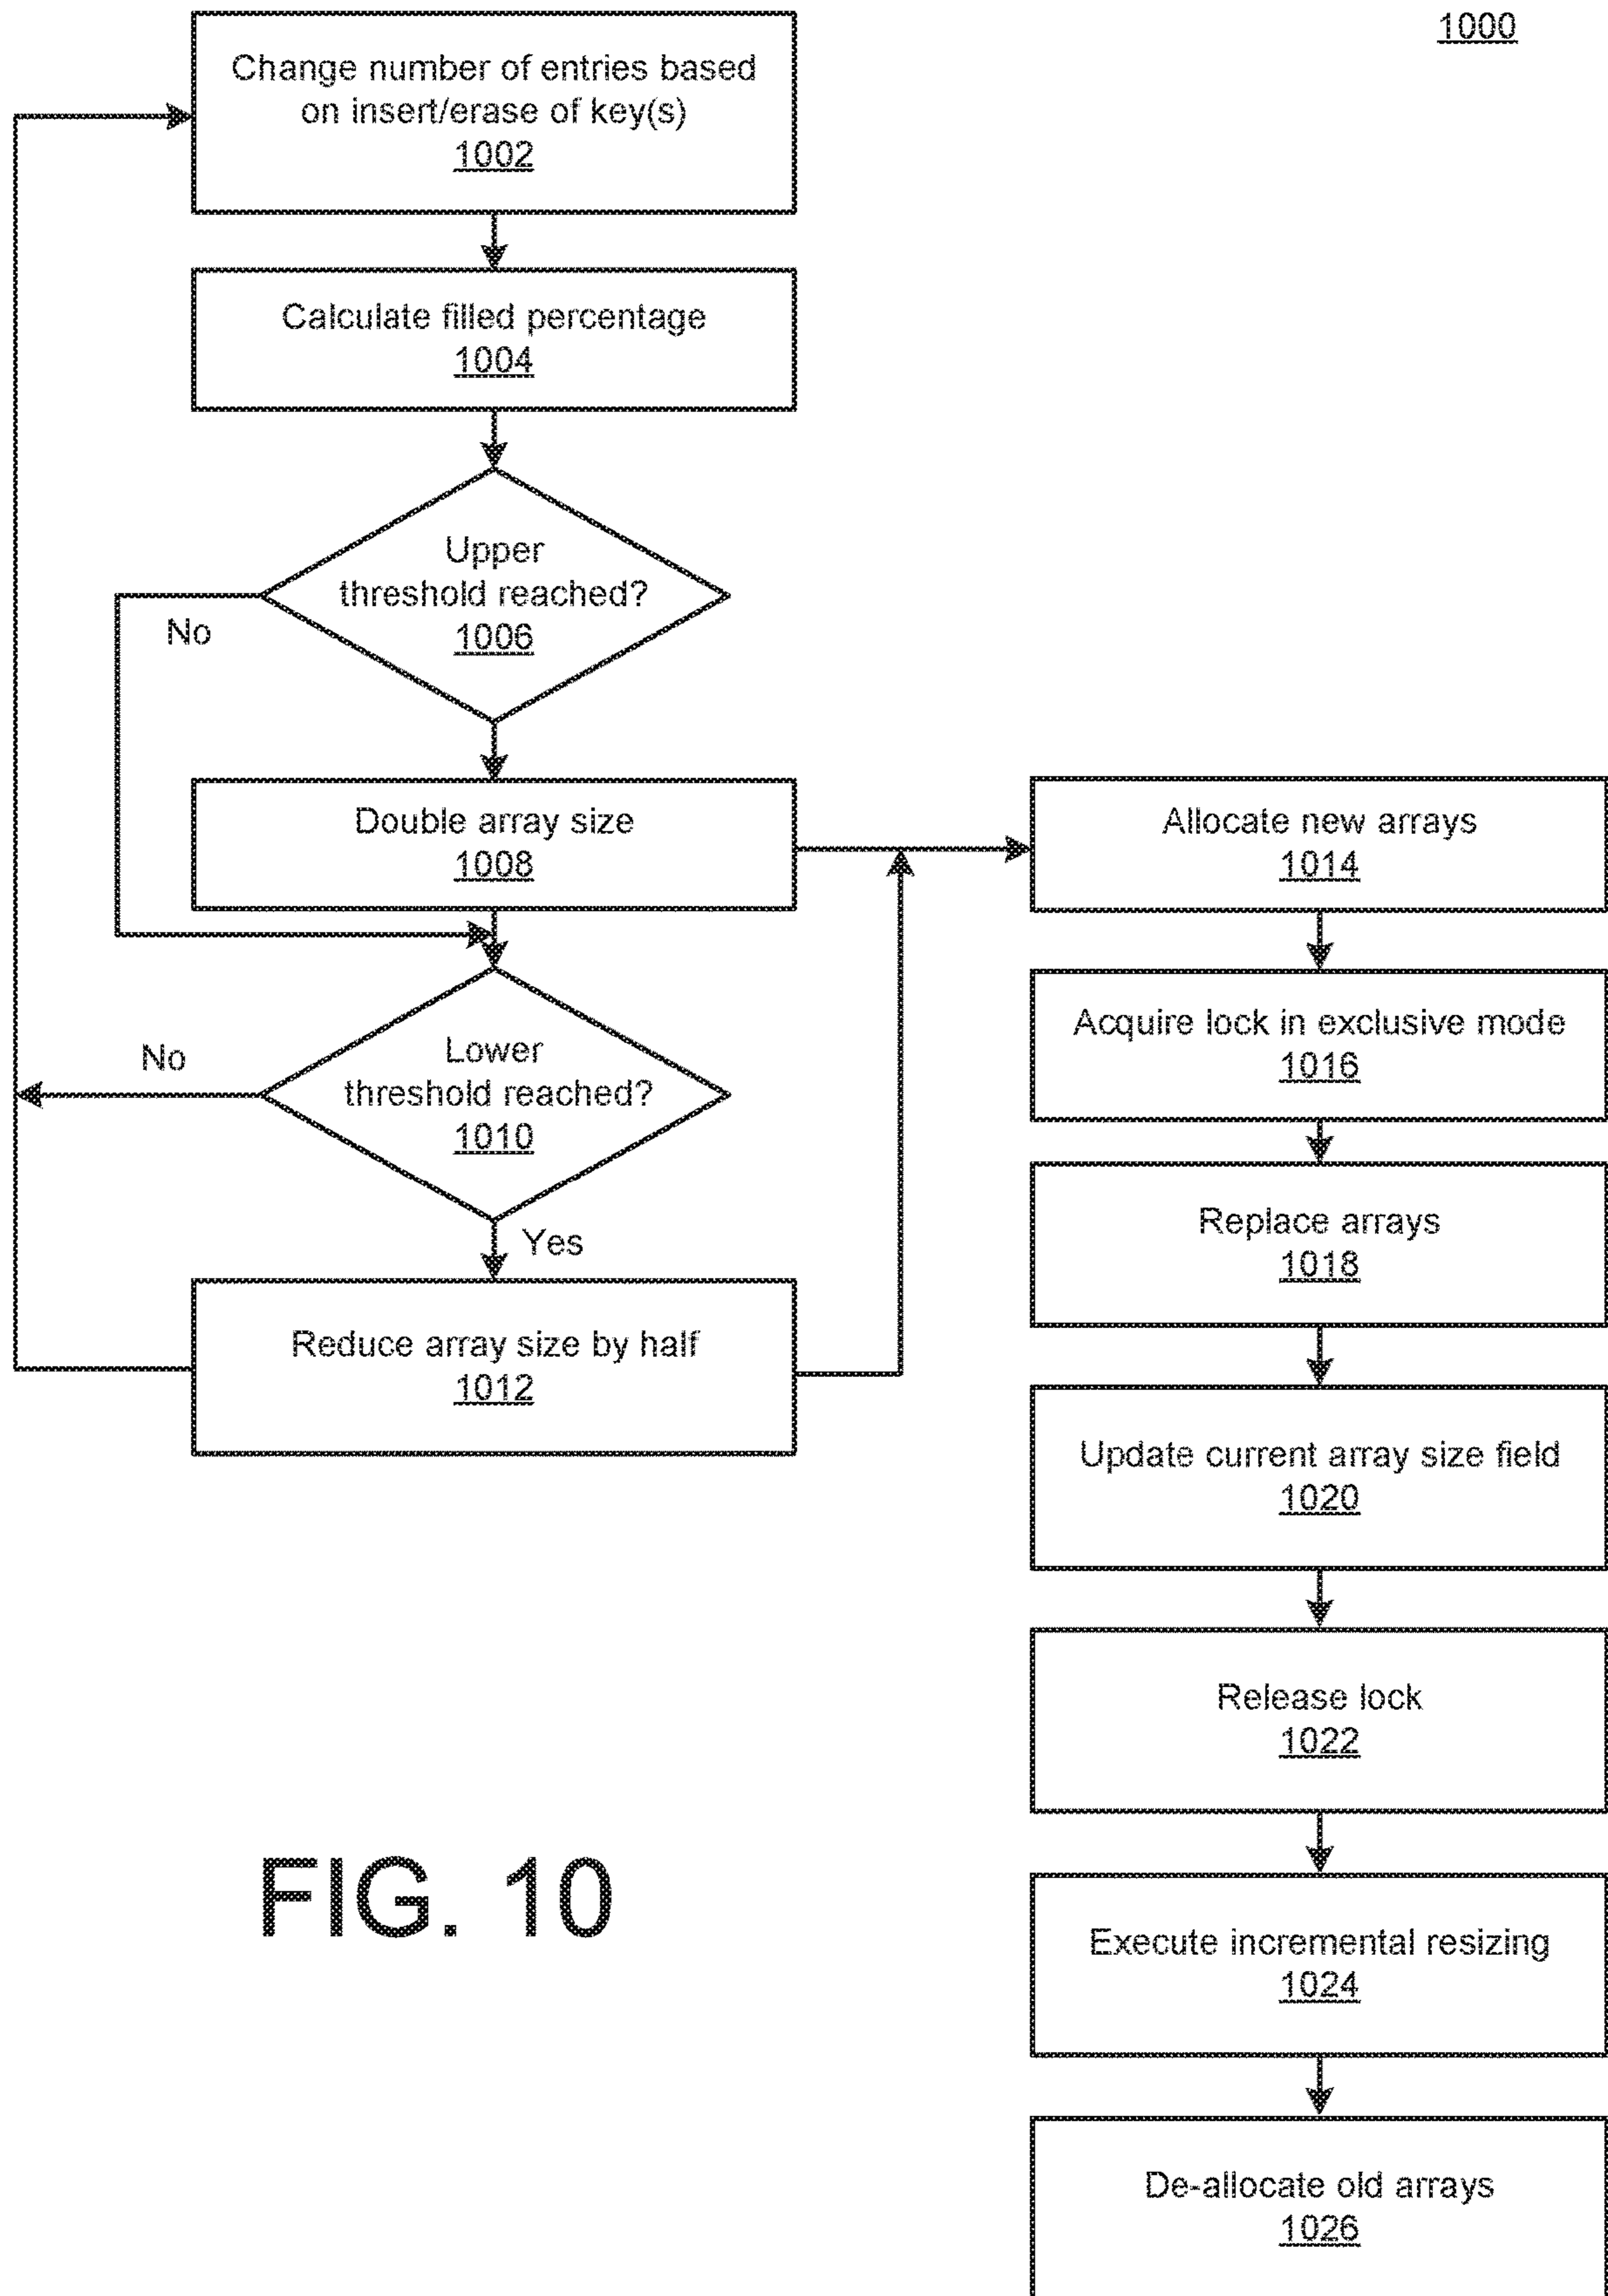 1000
Change number of entries based
on insert/erase of key(s)
1002
Calculate filled percentage
1004
Upper
threshold reached?
1006
No
Double array size
1008
Lower
threshold reached?
1010
No
Yes
Reduce array size by half
1012
Allocate new arrays
1014
Acquire lock in exclusive mode
1016
Replace arrays
1018
Update current array size field
1020
Release lock
1022
Execute incremental resizing
1024
De-allocate old arrays
1026
FIG. 10